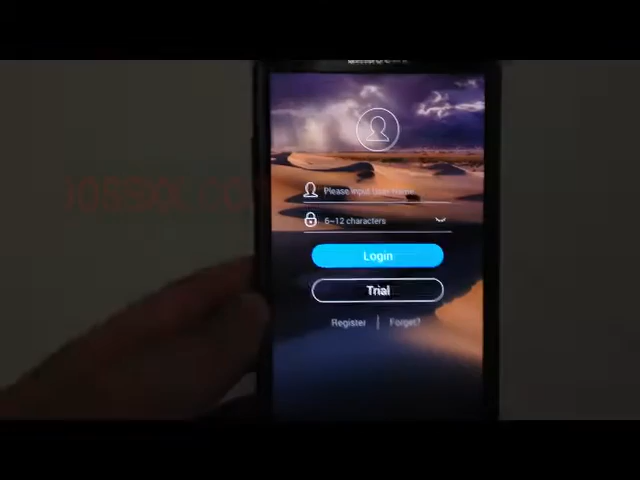 Please Input User Name
6~12 characters
Login
Trial
Register | Forget?